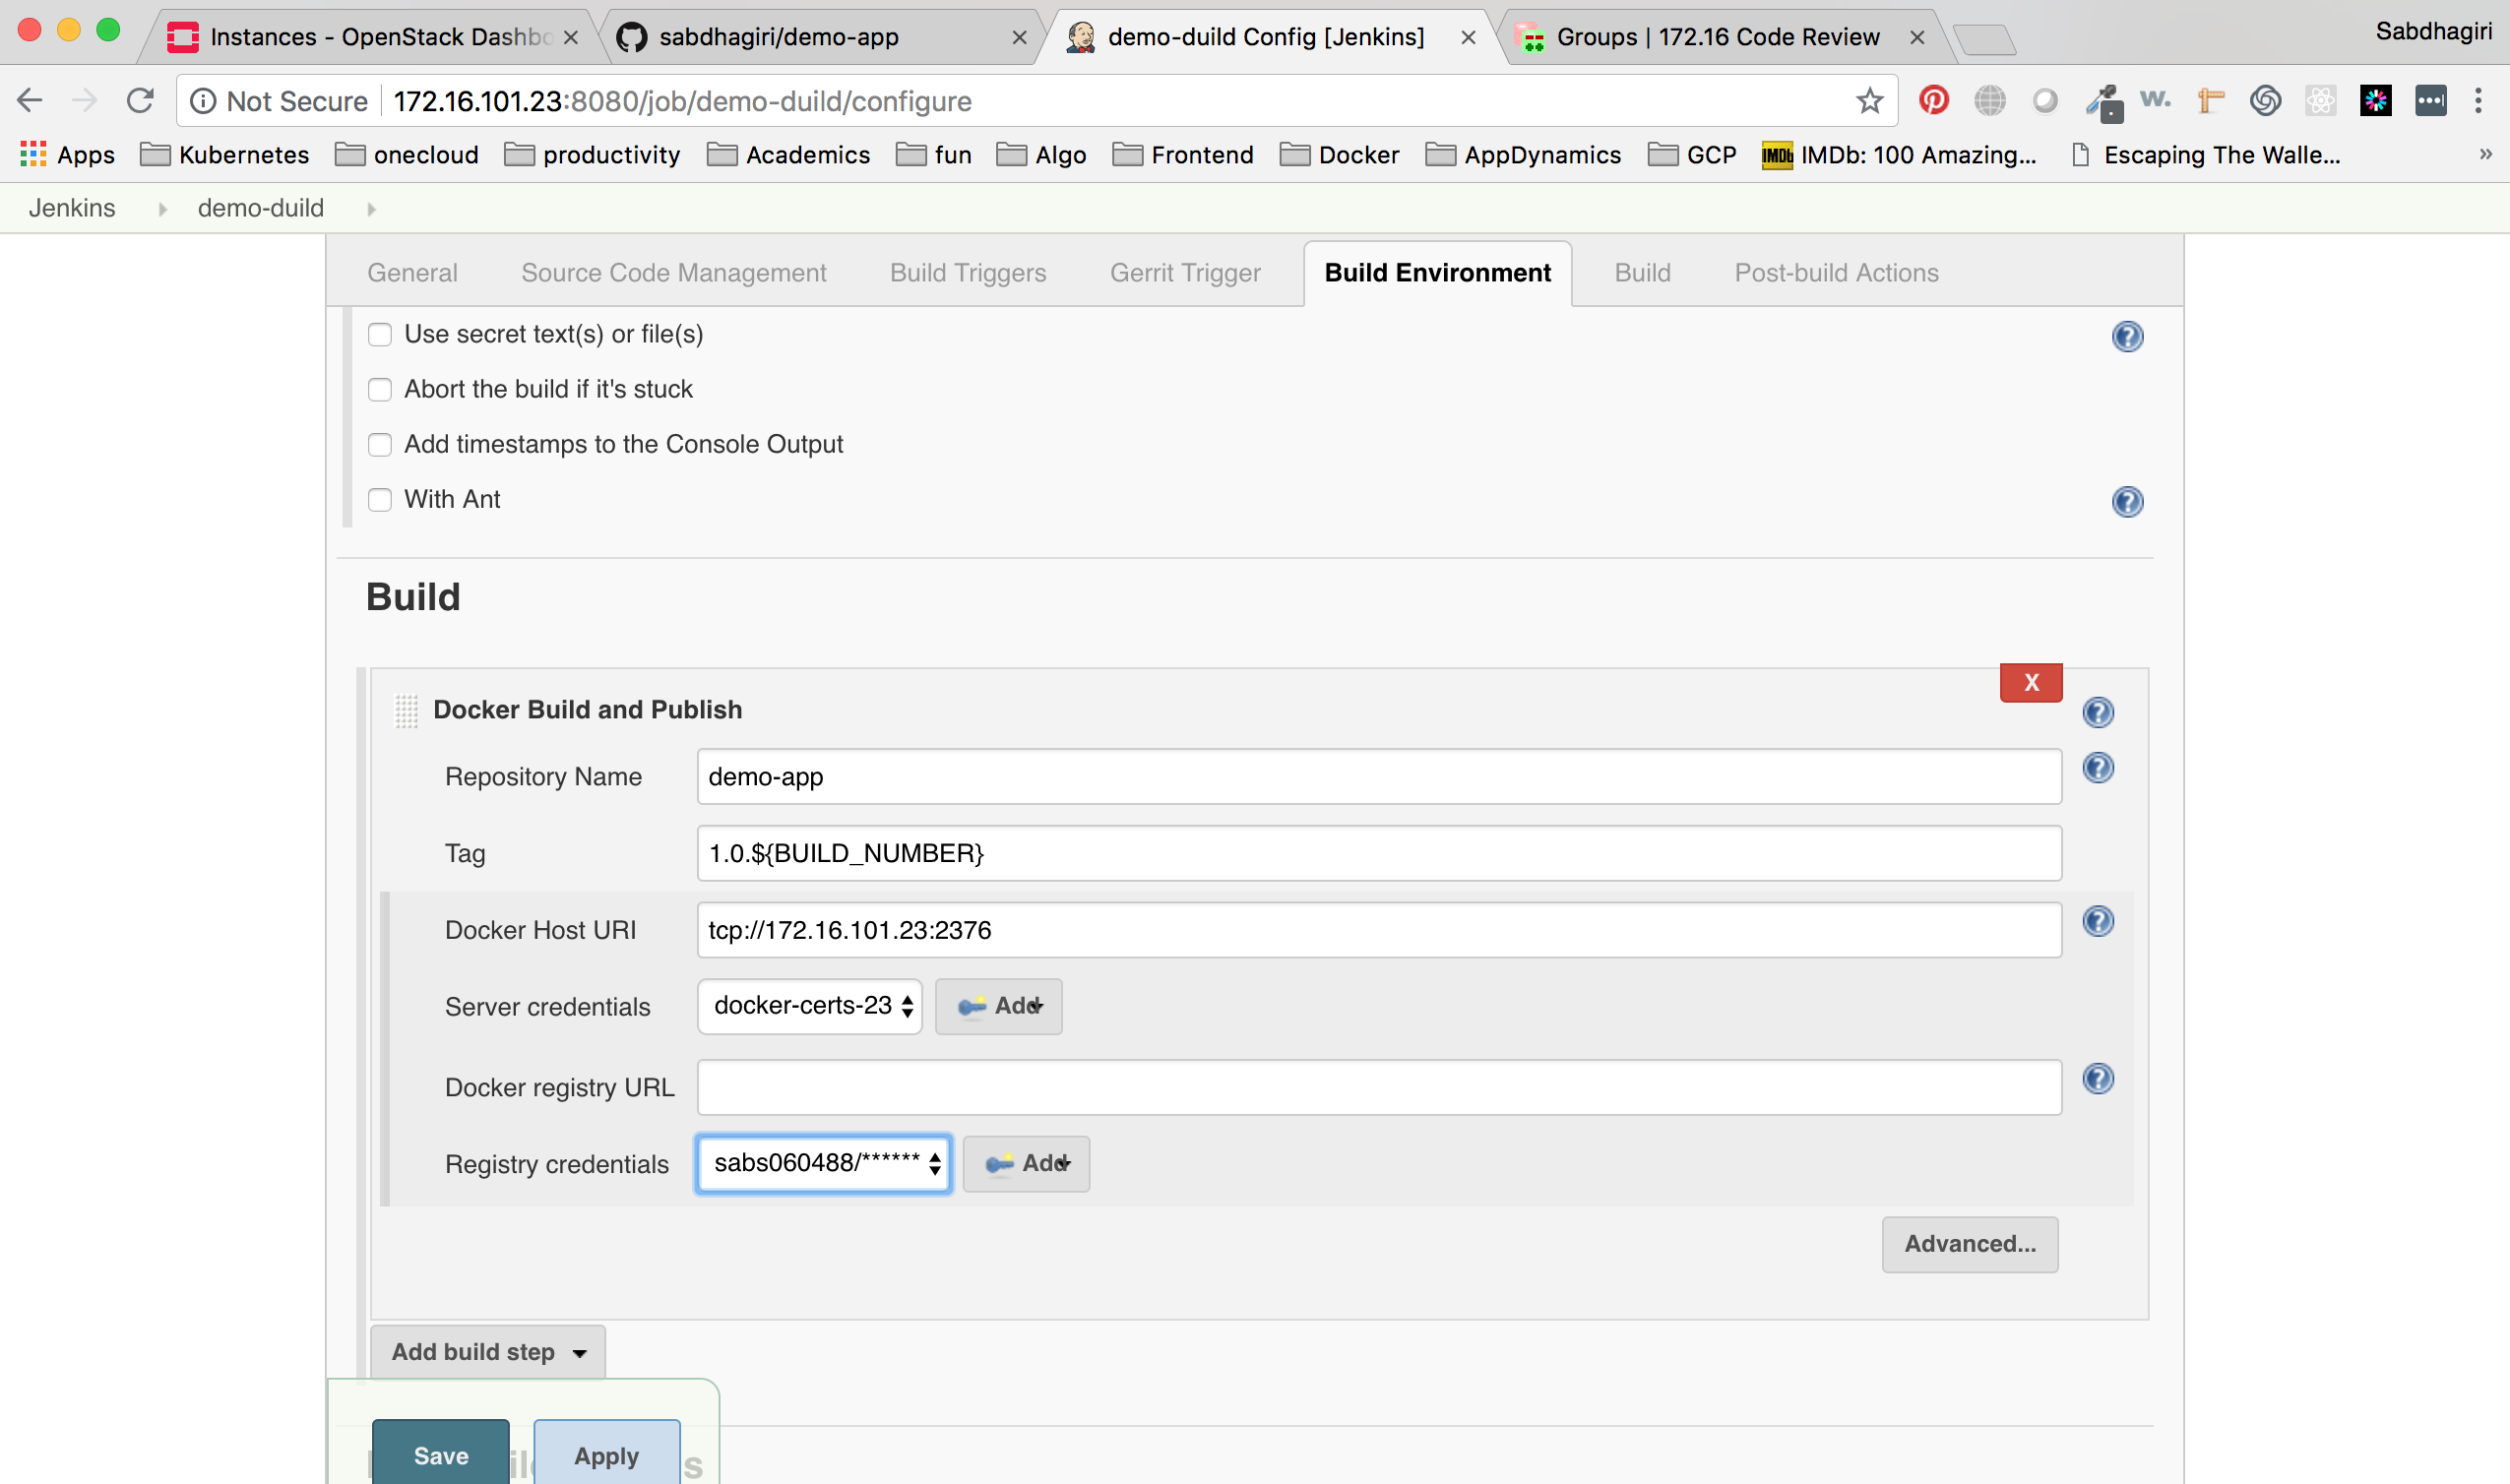 Instances - OpenStack Dashbo
sabdhagiri/demo-app
demo-duild Config [Jenkins]
Groups | 172.16 Code Review
Sabdhagiri
Not Secure
172.16.101.23:8080/job/demo-duild/configure
w.
Apps
Kubernetes
onecloud
productivity
Academics
fun
Algo
Frontend
Docker
AppDynamics
GCP
IMDb
IMDb: 100 Amazing...
Escaping The Walle...
»
Jenkins
demo-duild
General
Source Code Management
Build Triggers
Gerrit Trigger
Build Environment
Build
Post-build Actions
Use secret text(s) or file(s)
Abort the build if it's stuck
Add timestamps to the Console Output
With Ant
Build
X
Docker Build and Publish
Repository Name
demo-app
Tag
1.0.${BUILD_NUMBER}
Docker Host URI
tcp://172.16.101.23:2376
Server credentials
docker-certs-23
Add
Docker registry URL
Registry credentials
sabs060488/******
Add
Advanced...
Add build step
Save
Apply